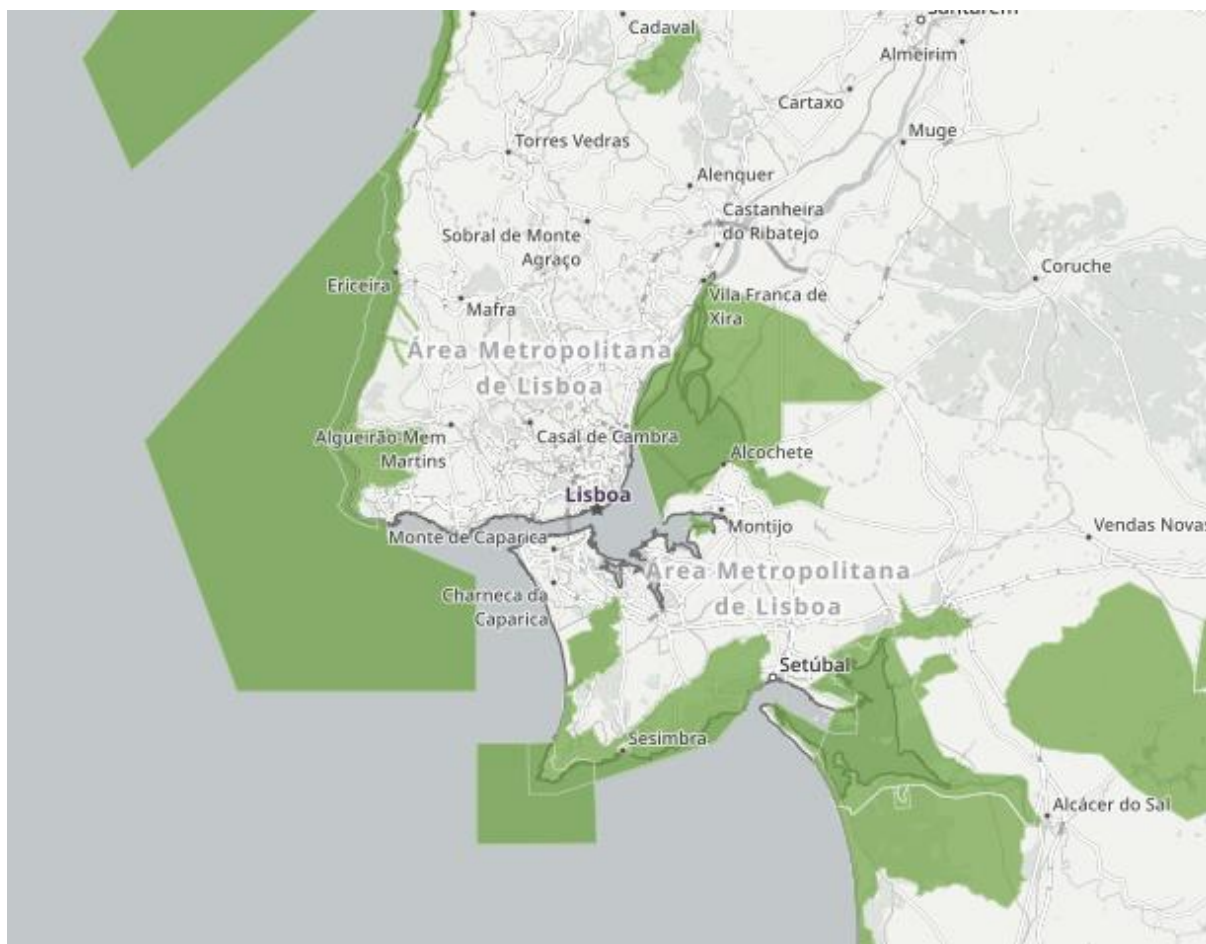 Cadaval
Almeirim
Cartaxo
Muge
Torres Vedras
Alenquer
Castanheira
do Ribatejo
Sobral de Monte
Agraço
Coruche
Ericeira
Mafra
Vila Franca de
Xira
Área Metropolitana
de Lisboa
Algueirão-Mem
Martins
Casal de Cambra
Alcochete
Lisboa
Montijo
Vendas Novas
Monte de Caparica
Área Metropolitana
de Lisboa
Charneca da
Caparica
Setúbal
Sesimbra
Alcácer do Sal